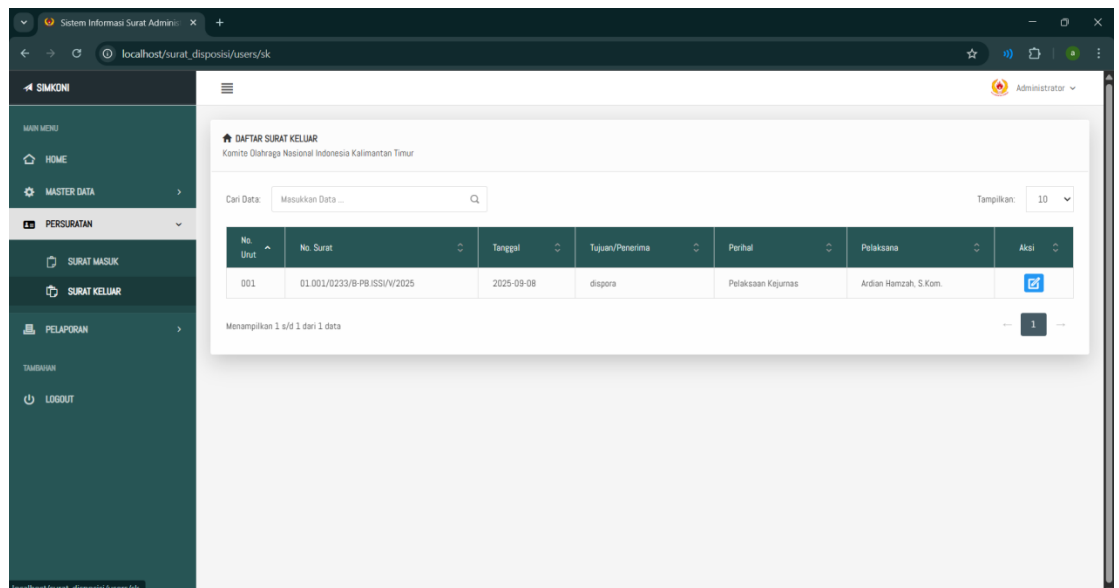 Sistem Informasi Surat Adminis
localhost/surat_disposisi/users/sk
a
SIMKONI
Administrator
MAIN MENU
HOME
MASTER DATA
PERSURATAN
SURAT MASUK
SURAT KELUAR
PELAPORAN
TAMBAHAN
LOGOUT
DAFTAR SURAT KELUAR
Komite Olahraga Nasional Indonesia Kalimantan Timur
Cari Data: Masukkan Data ... Tampilkan: 10
No. Urut No. Surat Tanggal Tujuan/Penerima Perihal Pelaksana Aksi
001 01.001/0233/B-PB.ISSI/V/2025 2025-09-08 dispora Pelaksaan Kejurnas Ardian Hamzah, S.Kom.
Menampilkan 1 s/d 1 dari 1 data 1